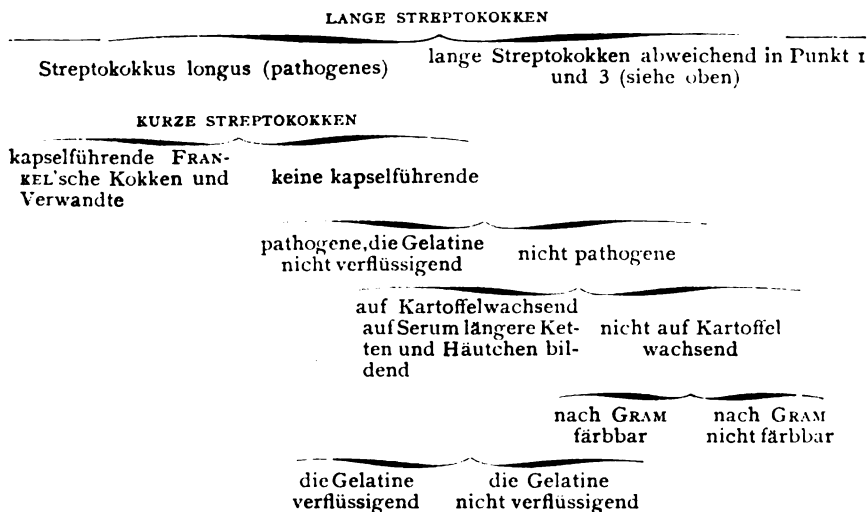 LANGE STREPTOKOKKEN
Streptokokkus longus (pathogenes)
lange Streptokokken abweichend in Punkt 1
und 3 (siehe oben)
KURZE STREPTOKOKKEN
kapselführende FRAN-
KEL'sche Kokken und
Verwandte
keine kapselführende
pathogene, die Gelatine
nicht verflüssigend
nicht pathogene
auf Kartoffel wachsend
auf Serum längere Ket-
ten und Häutchen bil-
dend
nicht auf Kartoffel
wachsend
nach GRAM
färbbar
nach GRAM
nicht färbbar
die Gelatine
verflüssigend
die Gelatine
nicht verflüssigend